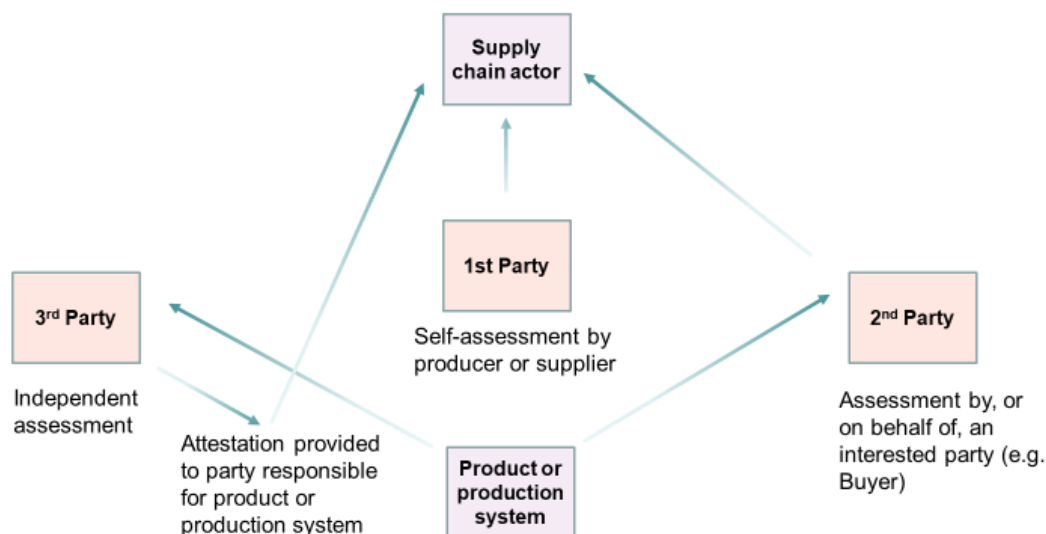 Supply
chain actor
1st Party
Self-assessment by
producer or supplier
3rd Party
Independent
assessment
Attestation provided
to party responsible
for product or
production system
Product or
production
system
2nd Party
Assessment by, or
on behalf of, an
interested party (e.g.
Buyer)